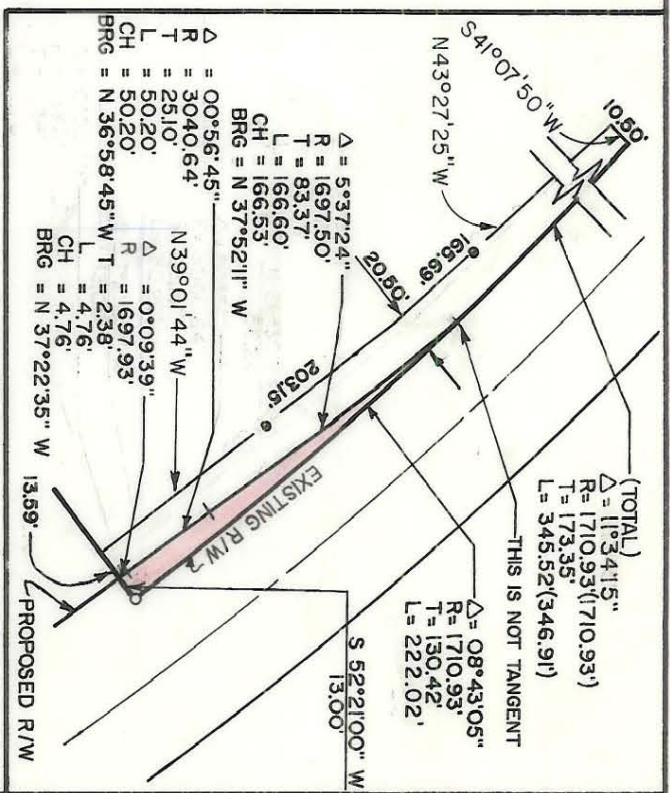 10.50'
S41°07'50"W
N43°27'25"W
165.69'
20.50'
203.15'
(TOTAL)
Δ = 11°34'15"
R= 1710.93'(1710.93')
T= 173.35'
L= 345.52'(346.91')
THIS IS NOT TANGENT
Δ= 08°43'05"
R= 1710.93'
T= 130.42'
L= 222.02'
Δ = 5°37'24"
R = 1697.50'
T = 83.37'
L = 166.60'
CH = 166.53'
BRG = N 37°52'11" W
Δ = 00°56'45"
R = 3040.64'
T = 25.10'
L = 50.20'
CH = 50.20'
BRG = N 36°58'45" W
N39°01'44"W
Δ = 0°09'39"
R = 1697.93'
T = 2.38'
L = 4.76'
CH = 4.76'
BRG = N 37°22'35" W
EXISTING R/W
S 52°21'00" W
13.00'
13.59'
PROPOSED R/W